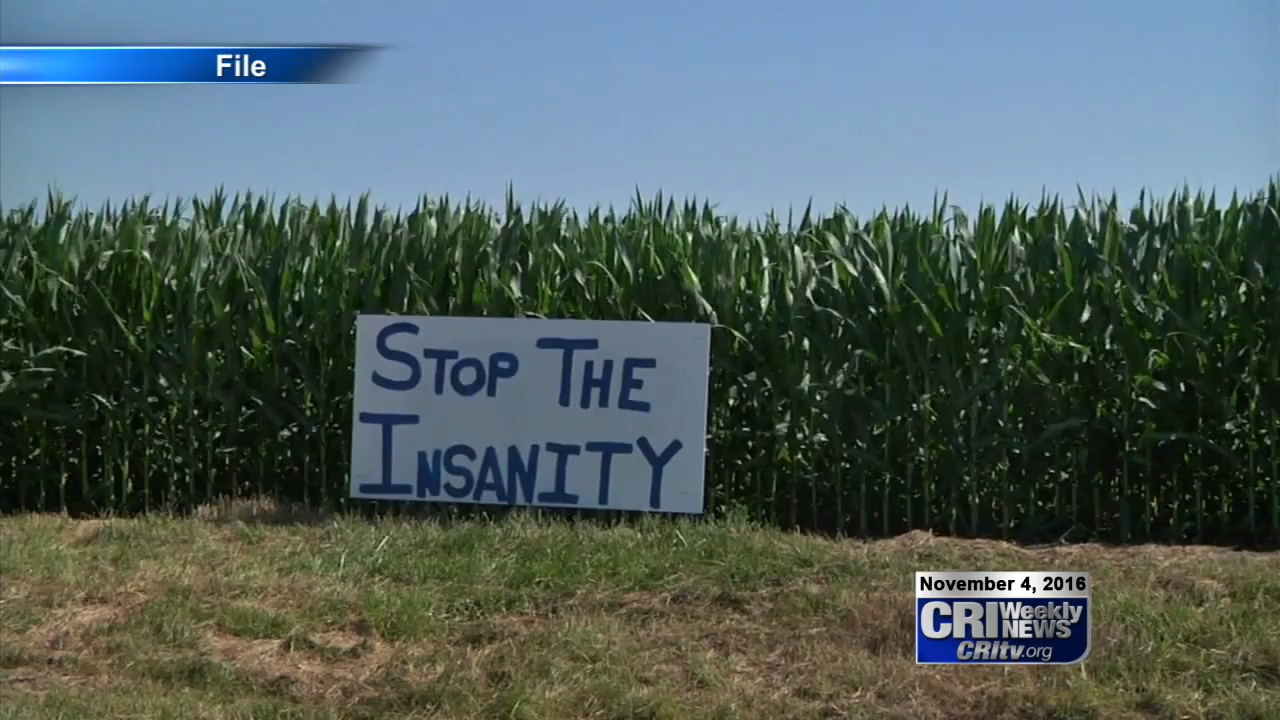 File
STOP THE
INSANITY
November 4, 2016
CRI Weekly NEWS
CRItv.org